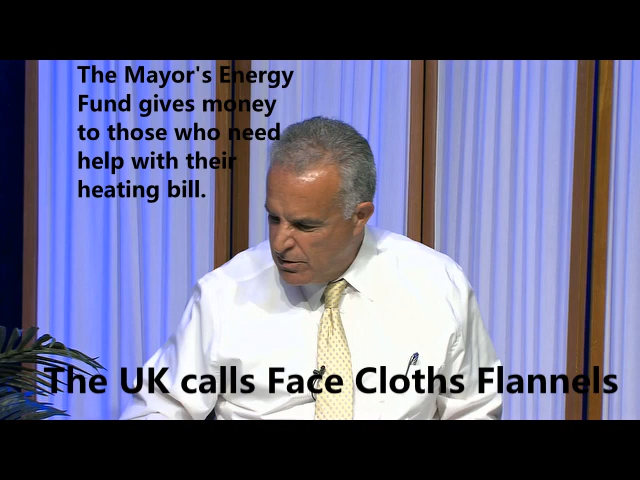 The Mayor's Energy
Fund gives money
to those who need
help with their
heating bill.
The UK calls Face Cloths Flannels